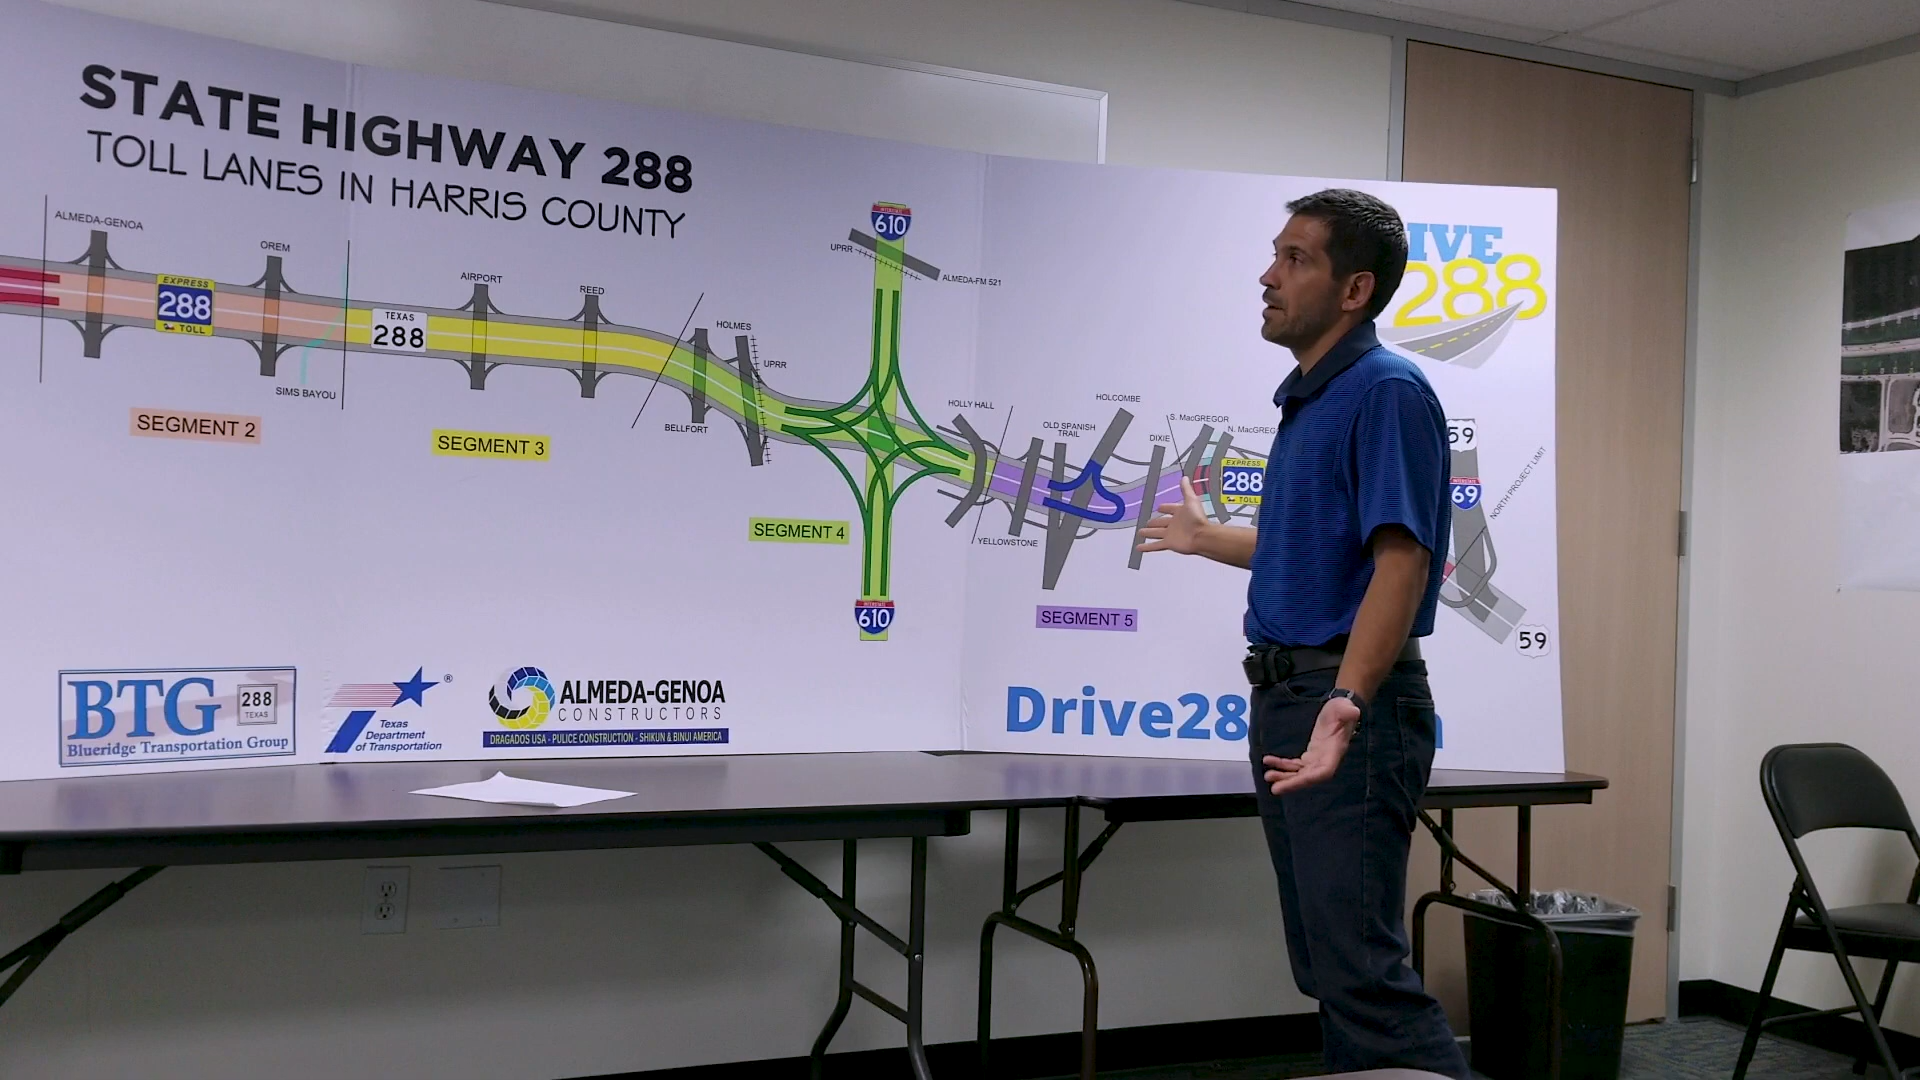 STATE HIGHWAY 288
TOLL LANES IN HARRIS COUNTY
ALMEDA-GENOA
EXPRESS
288
TOLL
OREM
SIMS BAYOU
SEGMENT 2
TEXAS
288
AIRPORT
REED
SEGMENT 3
HOLMES
UPRR
BELLFORT
610
UPRR
ALMEDA-FM 521
SEGMENT 4
610
HOLLY HALL
YELLOWSTONE
OLD SPANISH
TRAIL
HOLCOMBE
DIXIE
S. MacGREGOR
N. MacGREG
EXPRESS
288
TOLL
SEGMENT 5
IVE
288
59
69
NORTH PROJECT LIMIT
59
BTG
288
TEXAS
Blueridge Transportation Group
®
Texas
Department
of Transportation
ALMEDA-GENOA
CONSTRUCTORS
DRAGADOS USA - PULICE CONSTRUCTION - SHIKUN & BINUI AMERICA
Drive28